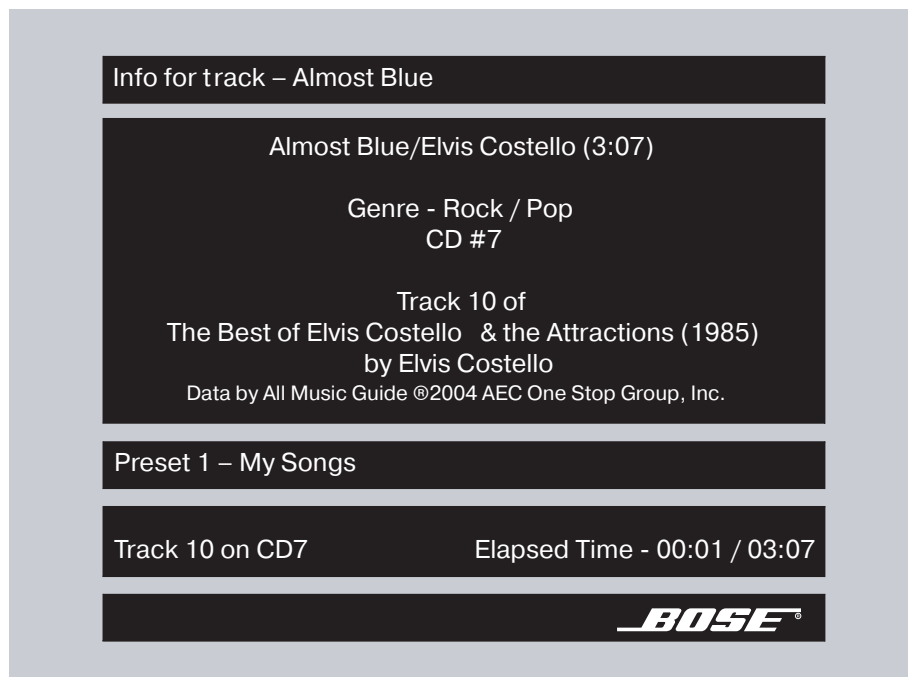 Info for track – Almost Blue
Almost Blue/Elvis Costello (3:07)
Genre - Rock / Pop
CD #7
Track 10 of
The Best of Elvis Costello & the Attractions (1985)
by Elvis Costello
Data by All Music Guide ®2004 AEC One Stop Group, Inc.
Preset 1 – My Songs
Track 10 on CD7 Elapsed Time - 00:01 / 03:07
BOSE®